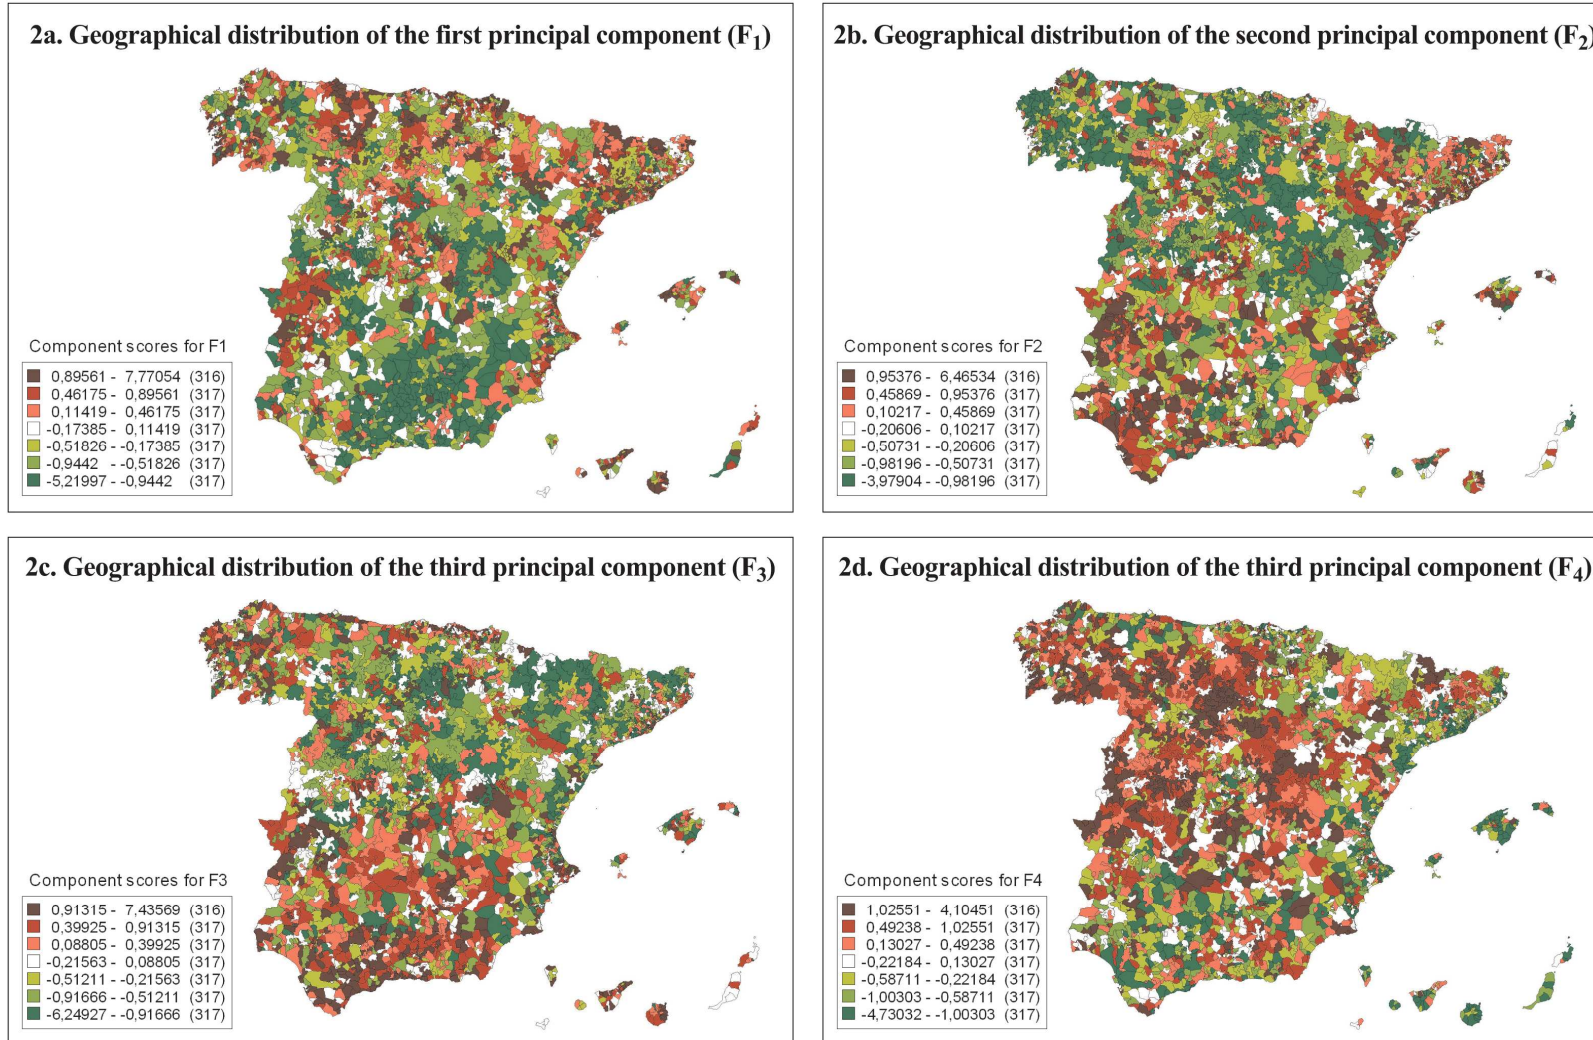 2a. Geographical distribution of the first principal component (F1)
Component scores for F1
0,89561 - 7,77054 (316)
0,46175 - 0,89561 (317)
0,11419 - 0,46175 (317)
-0,17385 - 0,11419 (317)
-0,51826 - -0,17385 (317)
-0,9442 - -0,51826 (317)
-5,21997 - -0,9442 (317)
2b. Geographical distribution of the second principal component (F2)
Component scores for F2
0,95376 - 6,46534 (316)
0,45869 - 0,95376 (317)
0,10217 - 0,45869 (317)
-0,20606 - 0,10217 (317)
-0,50731 - -0,20606 (317)
-0,98196 - -0,50731 (317)
-3,97904 - -0,98196 (317)
2c. Geographical distribution of the third principal component (F3)
Component scores for F3
0,91315 - 7,43569 (316)
0,39925 - 0,91315 (317)
0,08805 - 0,39925 (317)
-0,21563 - 0,08805 (317)
-0,51211 - -0,21563 (317)
-0,91666 - -0,51211 (317)
-6,24927 - -0,91666 (317)
2d. Geographical distribution of the third principal component (F4)
Component scores for F4
1,02551 - 4,10451 (316)
0,49238 - 1,02551 (317)
0,13027 - 0,49238 (317)
-0,22184 - 0,13027 (317)
-0,58711 - -0,22184 (317)
-1,00303 - -0,58711 (317)
-4,73032 - -1,00303 (317)